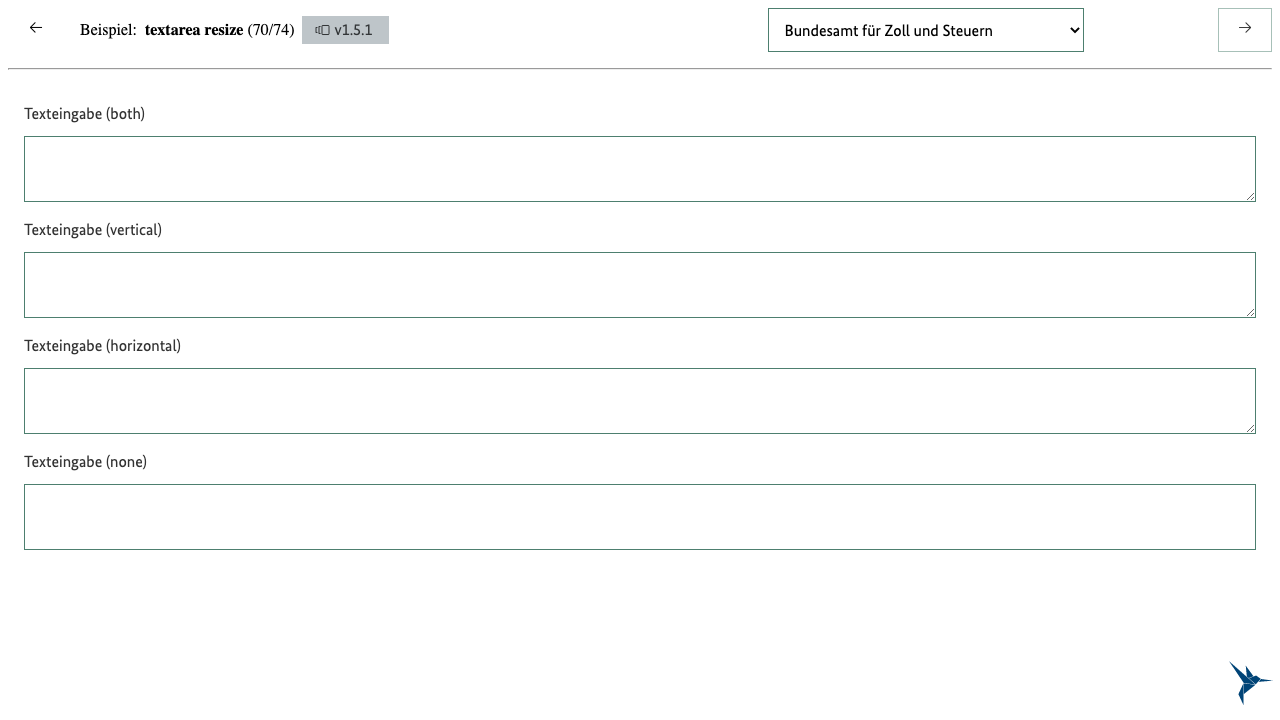 Beispiel: textarea resize (70/74) v1.5.1
Bundesamt für Zoll und Steuern
Texteingabe (both)
Texteingabe (vertical)
Texteingabe (horizontal)
Texteingabe (none)